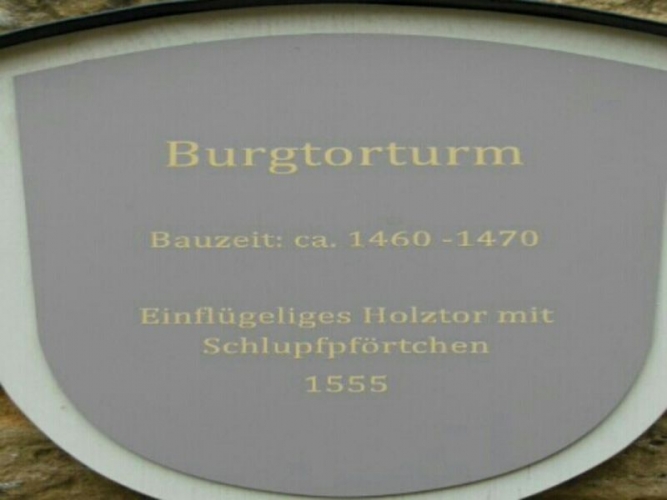 Burgtorturm
Bauzeit: ca. 1460 -1470
Einflügeliges Holztor mit
Schlupfpförtchen
1555